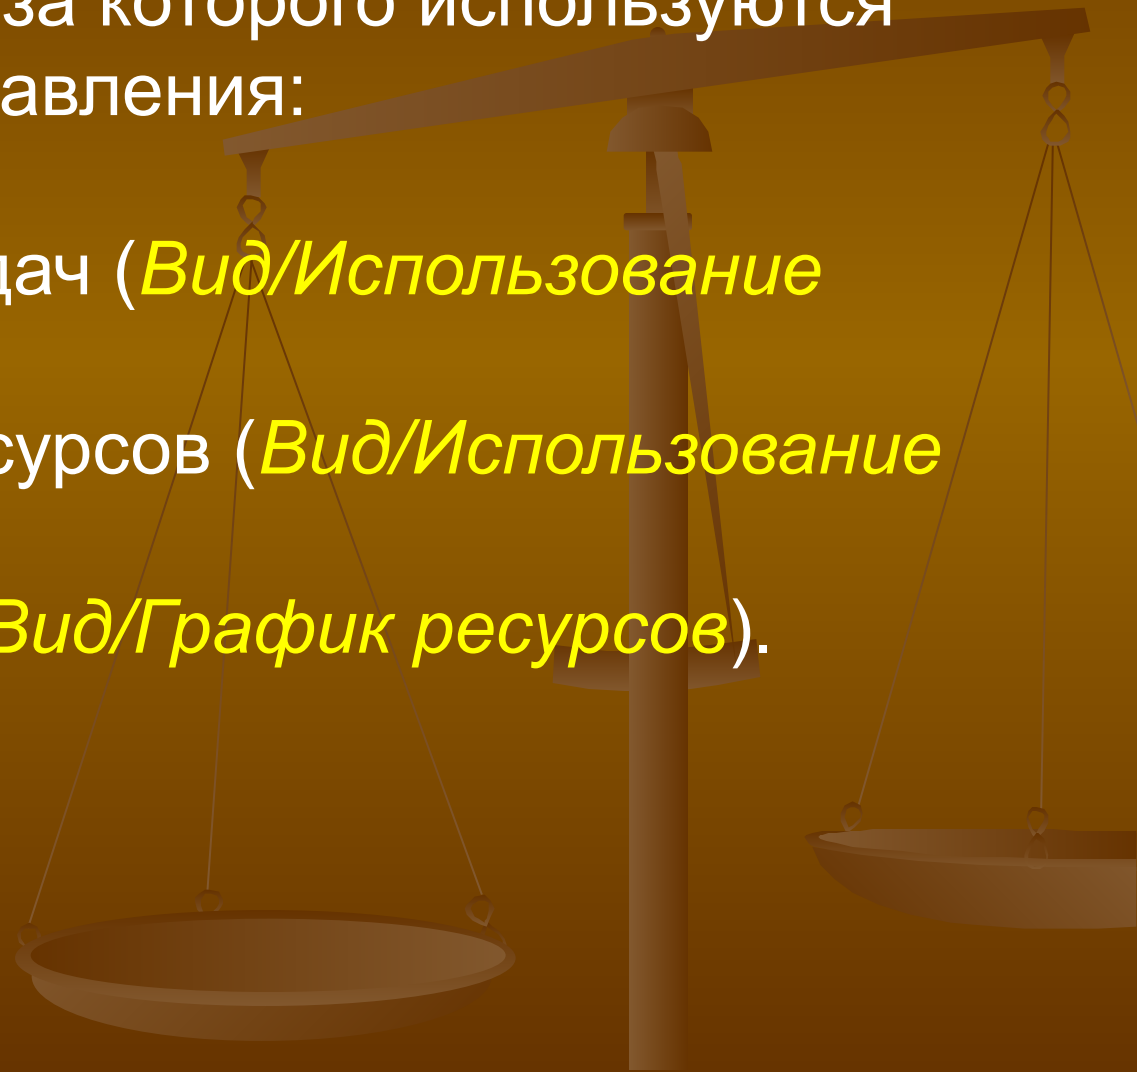 за которого используются
авления:
дач (Вид/Использование
сурсов (Вид/Использование
Вид/График ресурсов).